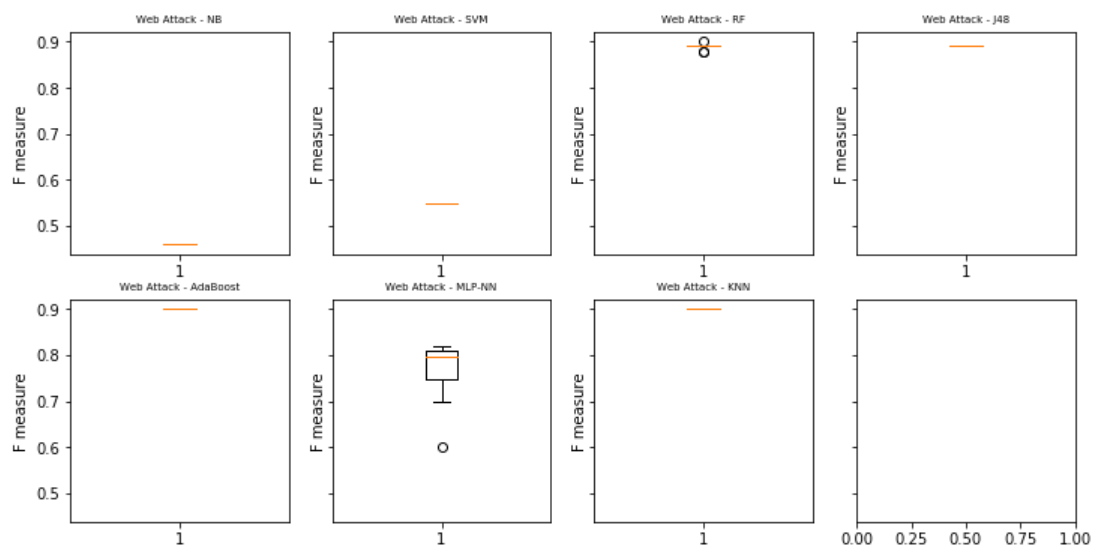 Web Attack - NB
Web Attack - SVM
Web Attack - RF
Web Attack - J48
F measure
0.9
0.8
0.7
0.6
0.5
1
F measure
1
F measure
1
F measure
1
Web Attack - AdaBoost
Web Attack - MLP-NN
Web Attack - KNN
F measure
0.9
0.8
0.7
0.6
0.5
1
F measure
1
F measure
1
0.00 0.25 0.50 0.75 1.00